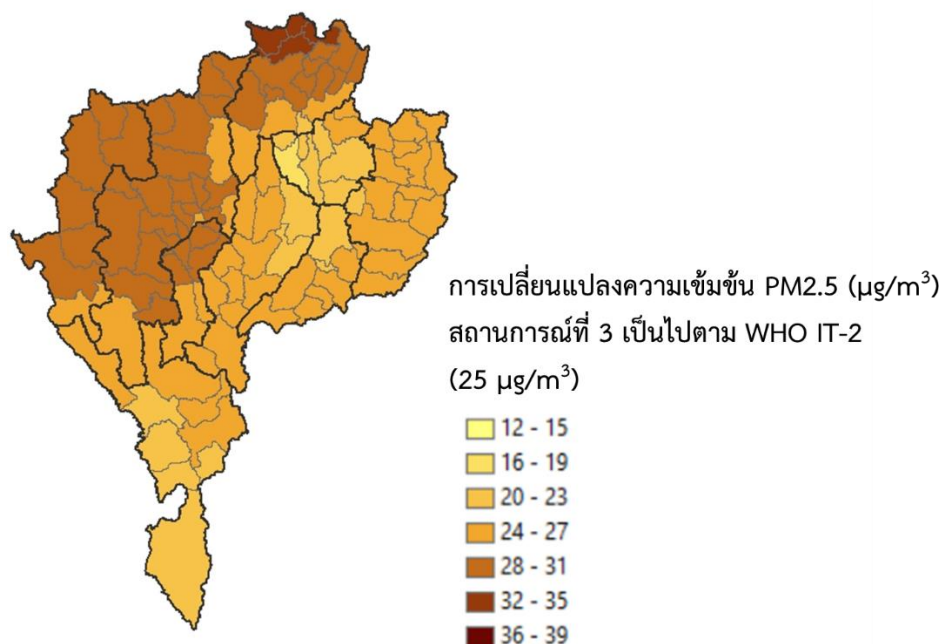 การเปลี่ยนแปลงความเข้มข้น PM2.5 (µg/m³)
สถานการณ์ที่ 3 เป็นไปตาม WHO IT-2
(25 µg/m³)
12 - 15
16 - 19
20 - 23
24 - 27
28 - 31
32 - 35
36 - 39